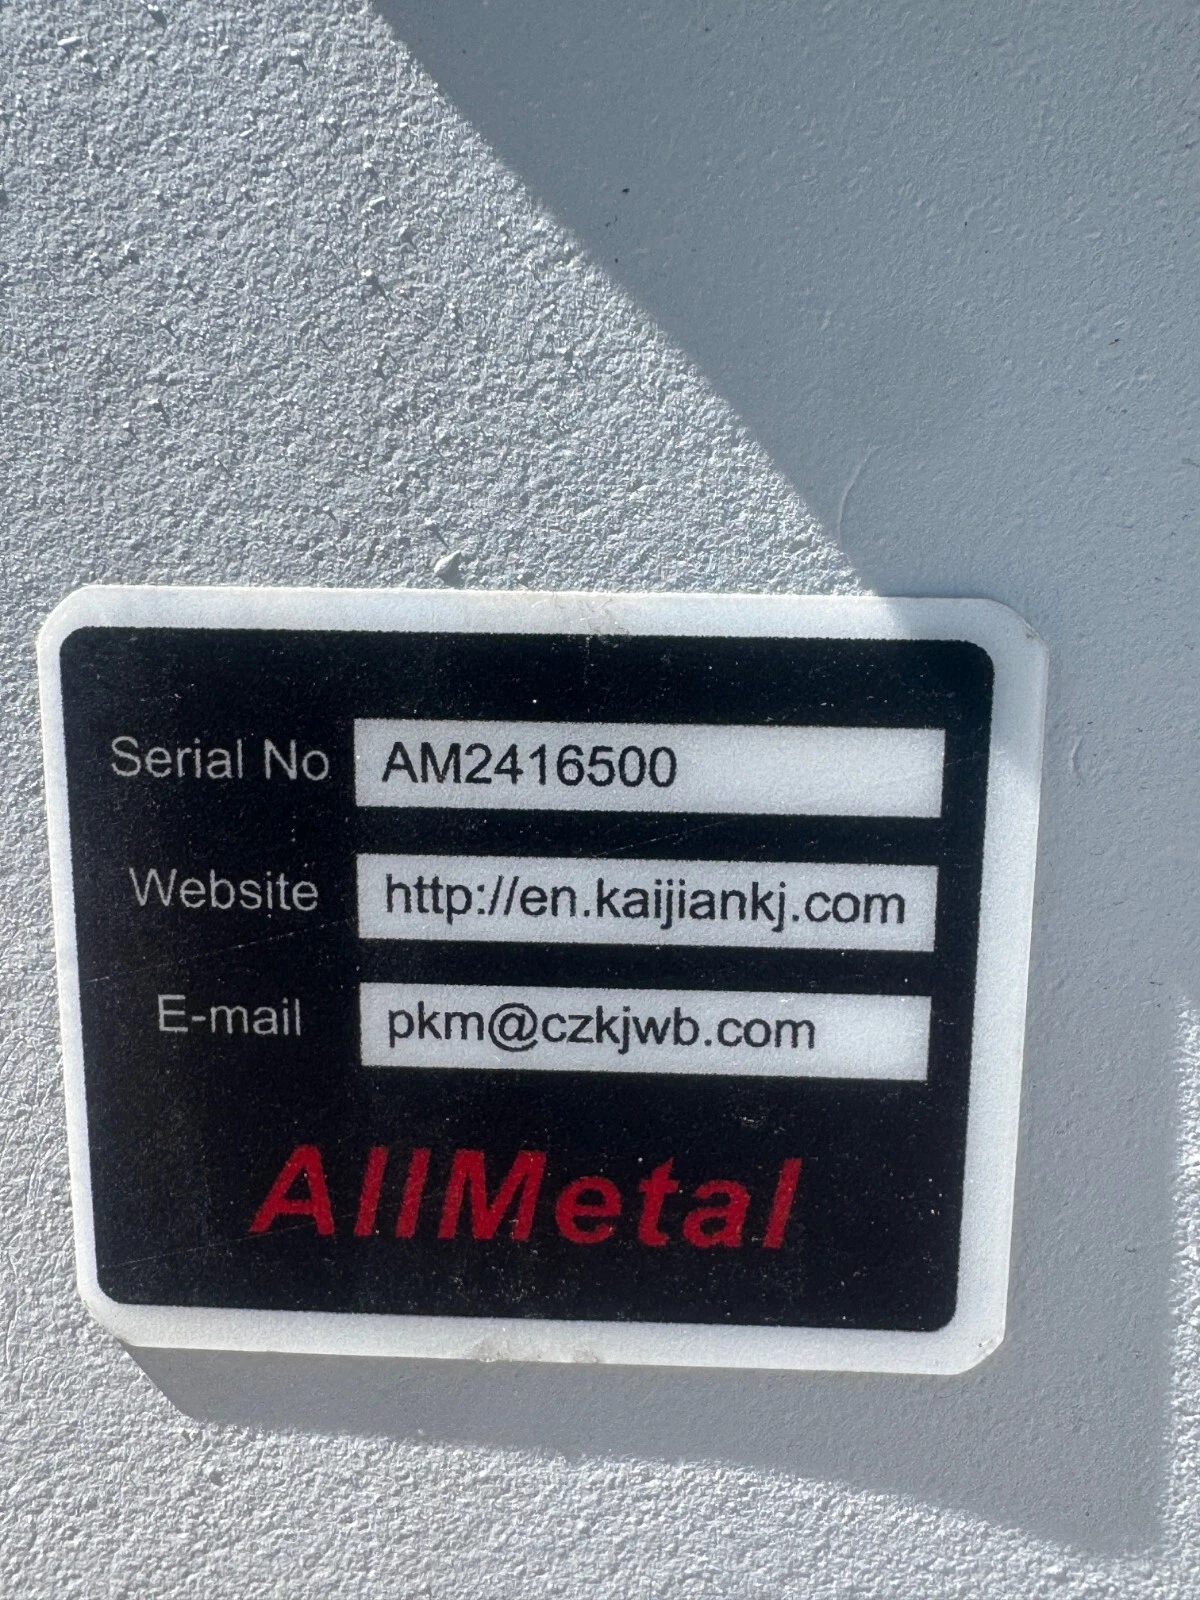 Serial No AM2416500
Website http://en.kaijiankj.com
E-mail pkm@czkjwb.com
AllMetal